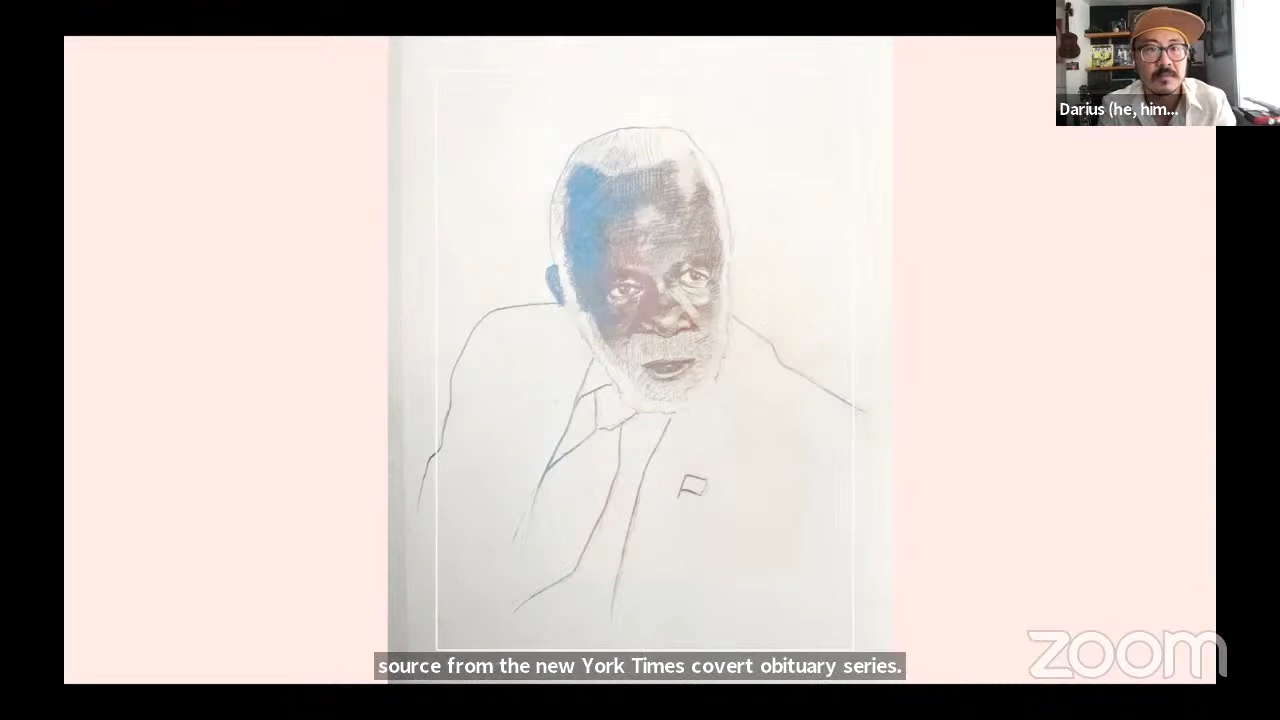 Darius (he, him...
source from the new York Times covert obituary series.
zoom